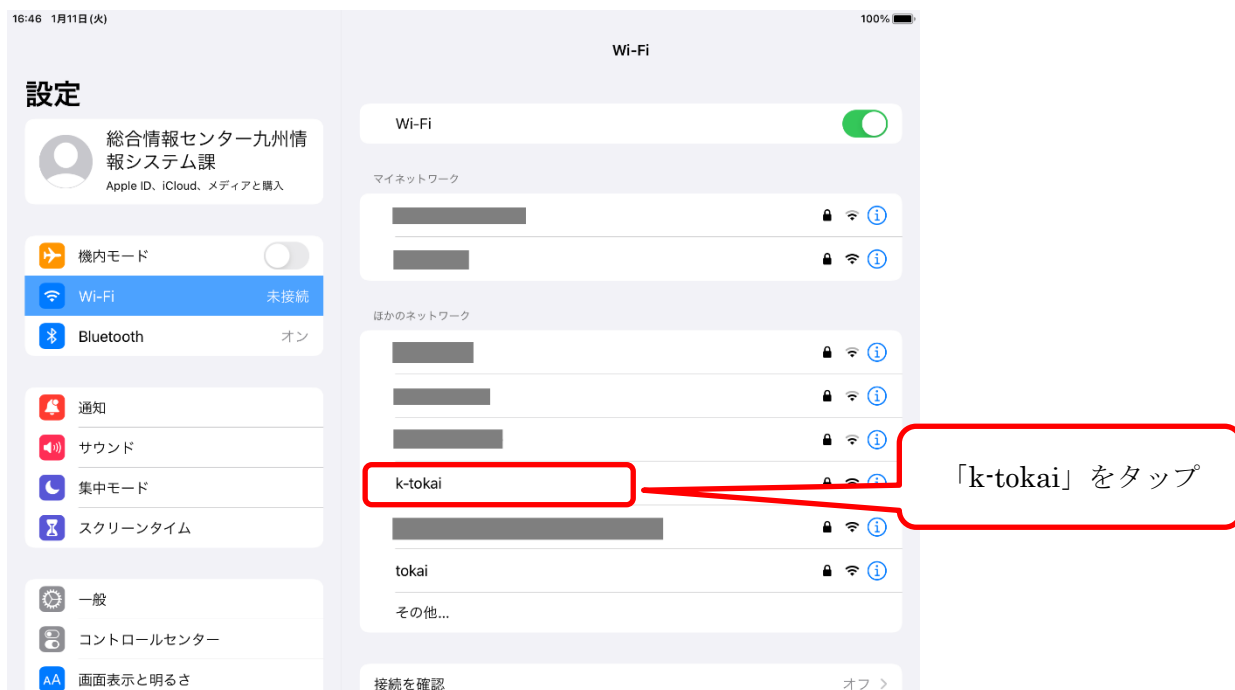 16:46 1月11日(火)
100%
Wi-Fi
設定
総合情報センター九州情
報システム課
Apple ID、iCloud、メディアと購入
機内モード
Wi-Fi 未接続
Bluetooth オン
通知
サウンド
集中モード
スクリーンタイム
一般
コントロールセンター
AA 画面表示と明るさ
Wi-Fi
マイネットワーク
ほかのネットワーク
k-tokai
「k-tokai」をタップ
tokai
その他...
接続を確認 オフ